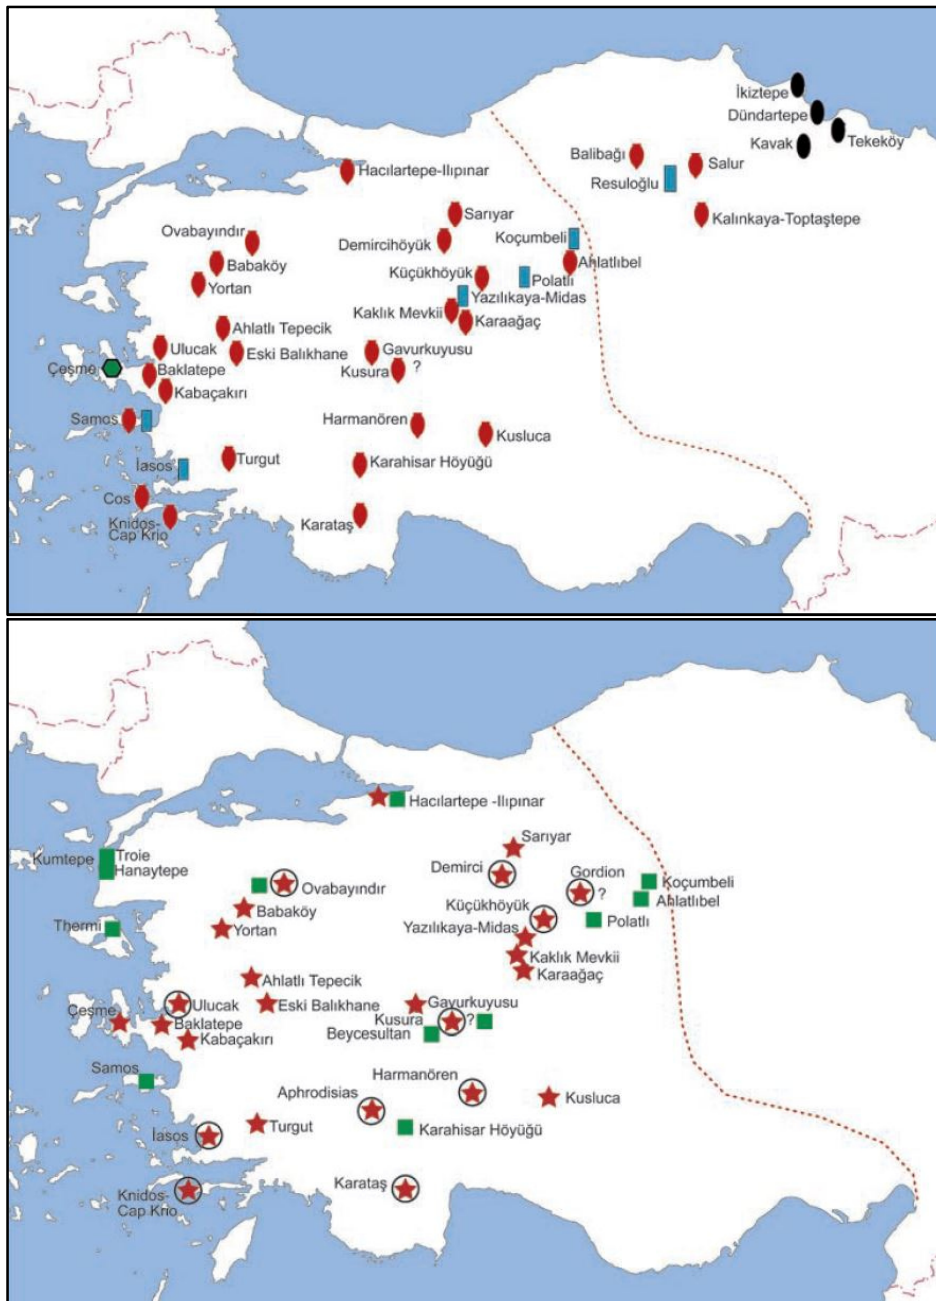 İkiztepe
Dündartepe
Kavak
Tekeköy
Balibağı
Salur
Resuloğlu
Hacılartepe-Ilıpınar
Kalınkaya-Toptaştepe
Sarıyar
Ovabayındır
Demircihöyük
Koçumbeli
Babaköy
Ahlatlıbel
Küçükhöyük
Polatlı
Yortan
Yazılıkaya-Midas
Kaklık Mevkii
Karaağaç
Ahlatlı Tepecik
Ulucak
Eski Balıkhane
Gavurkuyusu
Çeşme
Baklatepe
Kusura
?
Kabaçakırı
Samos
Harmanören
Kusluca
Turgut
Karahisar Höyüğü
İasos
Cos
Knidos-
Cap Krio
Karataş
Hacılartepe -Ilıpınar
Sarıyar
Kumtepe
Troie
Hanaytepe
Demirci
Gordion
?
Koçumbeli
Ovabayındır
Ahlatlıbel
Babaköy
Küçükhöyük
Polatlı
Thermi
Yortan
Yazılıkaya-Midas
Kaklık Mevkii
Karaağaç
Ahlatlı Tepecik
Ulucak
Eski Balıkhane
Gavurkuyusu
Çeşme
Baklatepe
Kusura
?
Kabaçakırı
Beycesultan
Samos
Harmanören
Aphrodisias
Kusluca
Turgut
Karahisar Höyüğü
İasos
Karataş
Knidos-
Cap Krio